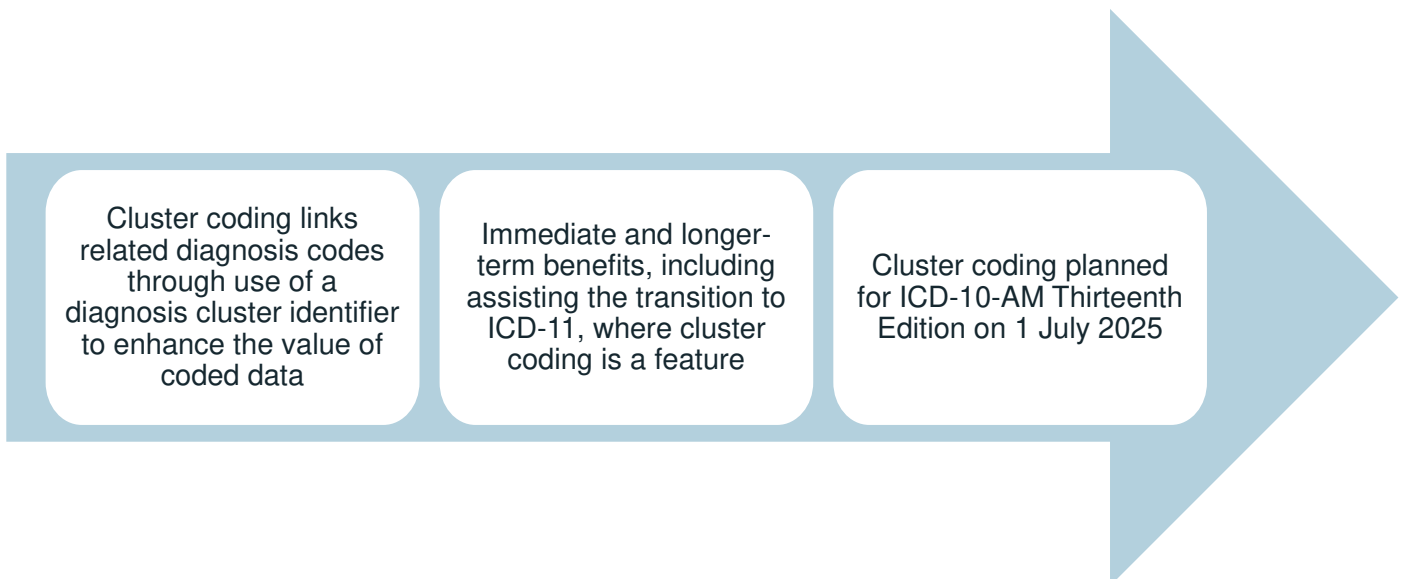 Cluster coding links
related diagnosis codes
through use of a
diagnosis cluster identifier
to enhance the value of
coded data
Immediate and longer-
term benefits, including
assisting the transition to
ICD-11, where cluster
coding is a feature
Cluster coding planned
for ICD-10-AM Thirteenth
Edition on 1 July 2025